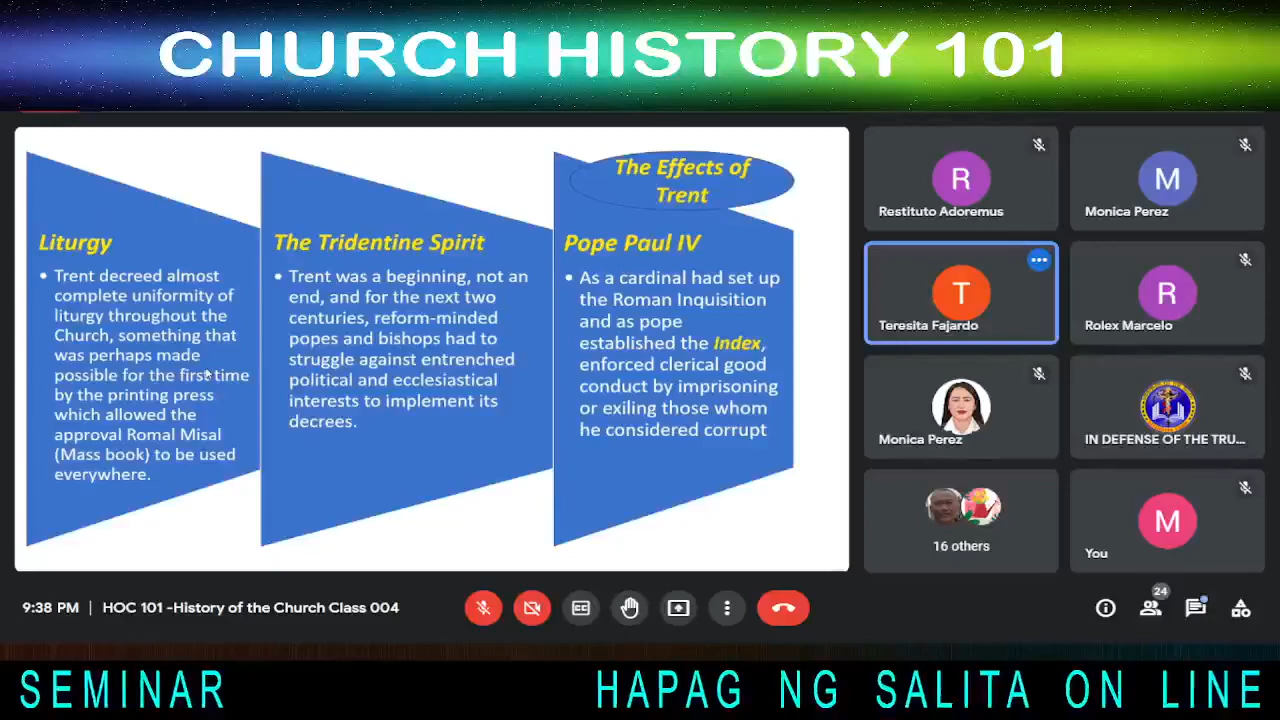 CHURCH HISTORY 101
The Effects of
Trent
Liturgy
• Trent decreed almost
complete uniformity of
liturgy throughout the
Church, something that
was perhaps made
possible for the first time
by the printing press
which allowed the
approval Romal Misal
(Mass book) to be used
everywhere.
The Tridentine Spirit
• Trent was a beginning, not an
end, and for the next two
centuries, reform-minded
popes and bishops had to
struggle against entrenched
political and ecclesiastical
interests to implement its
decrees.
Pope Paul IV
• As a cardinal had set up
the Roman Inquisition
and as pope
established the Index,
enforced clerical good
conduct by imprisoning
or exiling those whom
he considered corrupt
R
Restituto Adoremus
M
Monica Perez
T
Teresita Fajardo
R
Rolex Marcelo
Monica Perez
IN DEFENSE OF THE TRU...
16 others
M
You
9:38 PM | HOC 101 -History of the Church Class 004
24
SEMINAR
HAPAG NG SALITA ON LINE